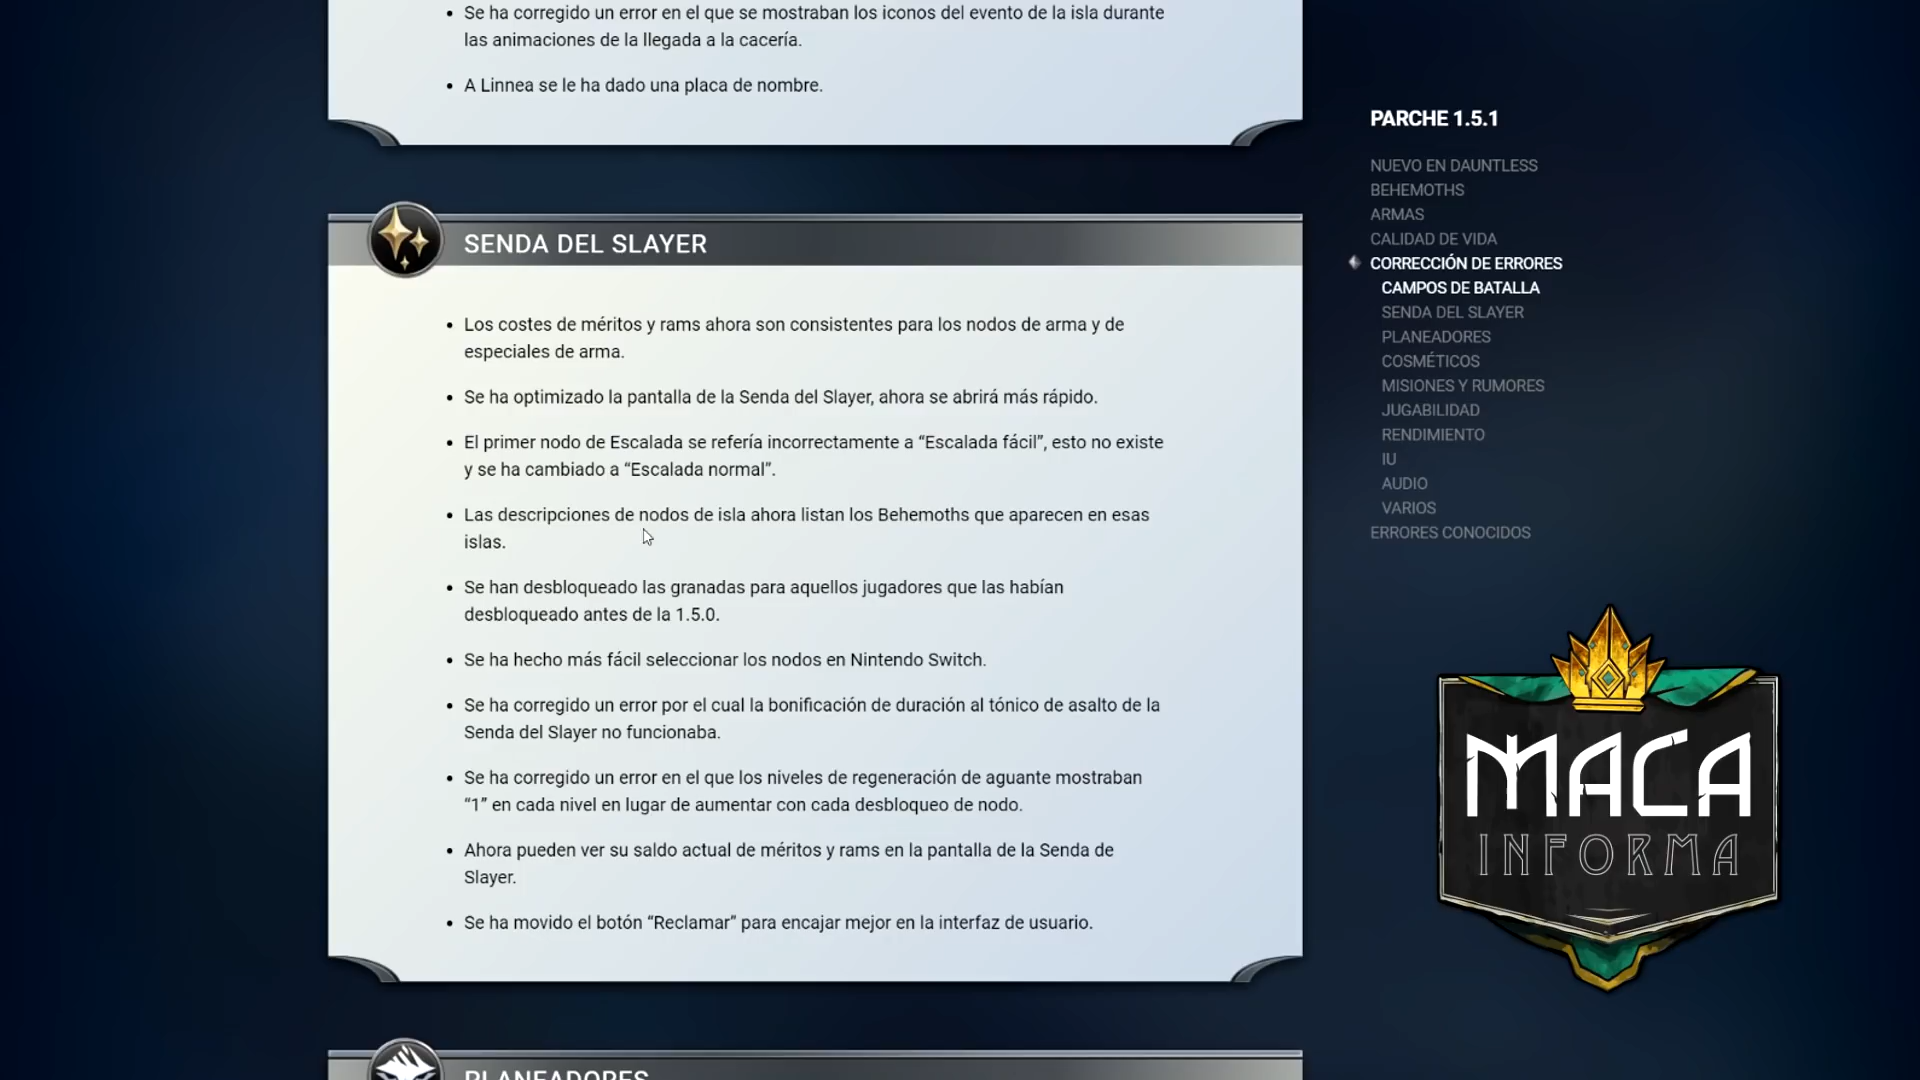 Se ha corregido un error en el que se mostraban los iconos del evento de la isla durante
las animaciones de la llegada a la cacería.
A Linnea se le ha dado una placa de nombre.
SENDA DEL SLAYER
Los costes de méritos y rams ahora son consistentes para los nodos de arma y de
especiales de arma.
Se ha optimizado la pantalla de la Senda del Slayer, ahora se abrirá más rápido.
El primer nodo de Escalada se refería incorrectamente a “Escalada fácil”, esto no existe
y se ha cambiado a “Escalada normal”.
Las descripciones de nodos de isla ahora listan los Behemoths que aparecen en esas
islas.
Se han desbloqueado las granadas para aquellos jugadores que las habían
desbloqueado antes de la 1.5.0.
Se ha hecho más fácil seleccionar los nodos en Nintendo Switch.
Se ha corregido un error por el cual la bonificación de duración al tónico de asalto de la
Senda del Slayer no funcionaba.
Se ha corregido un error en el que los niveles de regeneración de aguante mostraban
“1” en cada nivel en lugar de aumentar con cada desbloqueo de nodo.
Ahora pueden ver su saldo actual de méritos y rams en la pantalla de la Senda de
Slayer.
Se ha movido el botón “Reclamar” para encajar mejor en la interfaz de usuario.
PLANEADORES
PARCHE 1.5.1
NUEVO EN DAUNTLESS
BEHEMOTHS
ARMAS
CALIDAD DE VIDA
CORRECCIÓN DE ERRORES
CAMPOS DE BATALLA
SENDA DEL SLAYER
PLANEADORES
COSMÉTICOS
MISIONES Y RUMORES
JUGABILIDAD
RENDIMIENTO
IU
AUDIO
VARIOS
ERRORES CONOCIDOS
MACA
INFORMA